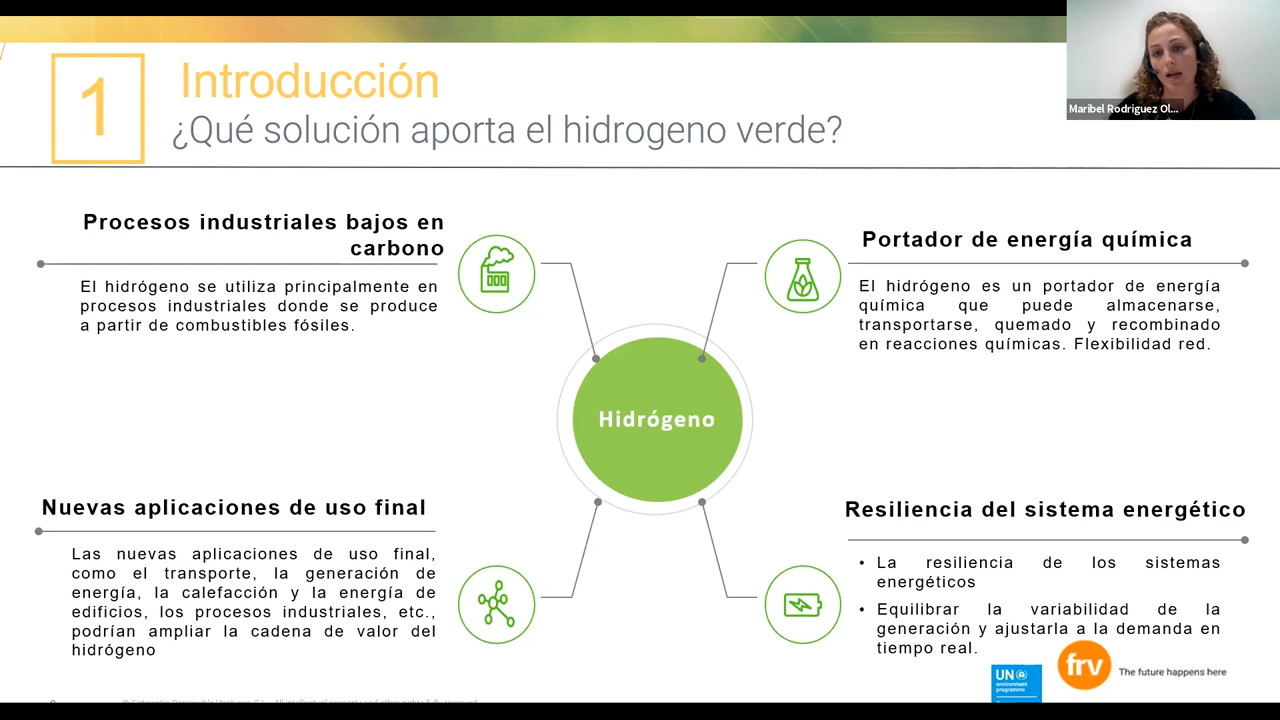 1
Introducción
¿Qué solución aporta el hidrogeno verde?
Maribel Rodriguez Ol...
Procesos industriales bajos en
carbono
El hidrógeno se utiliza principalmente en
procesos industriales donde se produce
a partir de combustibles fósiles.
Portador de energía química
El hidrógeno es un portador de energía
química que puede almacenarse,
transportarse, quemado y recombinado
en reacciones químicas. Flexibilidad red.
Hidrógeno
Nuevas aplicaciones de uso final
Las nuevas aplicaciones de uso final,
como el transporte, la generación de
energía, la calefacción y la energía de
edificios, los procesos industriales, etc.,
podrían ampliar la cadena de valor del
hidrógeno
Resiliencia del sistema energético
• La resiliencia de los sistemas
energéticos
• Equilibrar la variabilidad de la
generación y ajustarla a la demanda en
tiempo real.
UN
environment
programme
frv
The future happens here